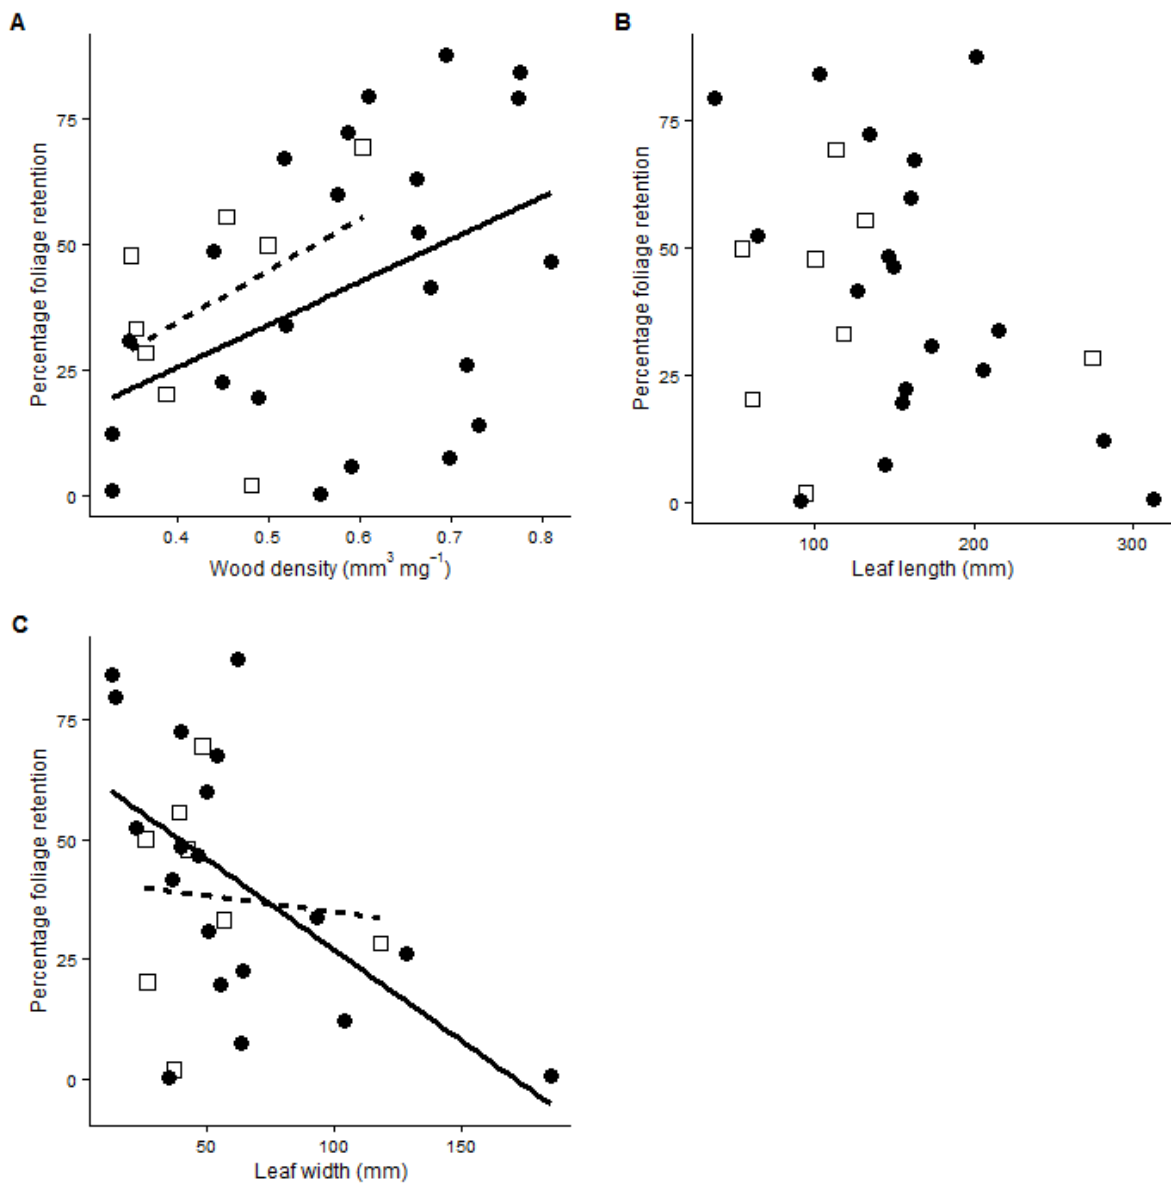 A
Percentage foliage retention
75
50
25
0
0.4 0.5 0.6 0.7 0.8
Wood density (mm³ mg⁻¹)
B
Percentage foliage retention
75
50
25
0
100 200 300
Leaf length (mm)
C
Percentage foliage retention
75
50
25
0
50 100 150
Leaf width (mm)